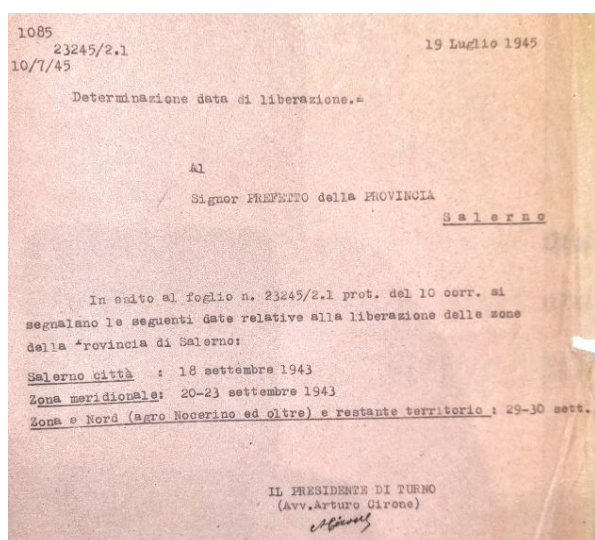 1085
23245/2.1
10/7/45
19 Luglio 1945
Determinazione data di liberazione.=
Al
Signor PREFETTO della PROVINCIA
Salerno
In esito al foglio n. 23245/2.1 prot. del 10 corr. si
segnalano le seguenti date relative alla liberazione delle zone
della rovincia di Salerno:
Salerno città : 18 settembre 1943
Zona meridionale: 20-23 settembre 1943
Zona e Nord (agro Nocerino ed oltre) e restante territorio : 29-30 sett.
IL PRESIDENTE DI TURNO
(Avv.Arturo Cirone)